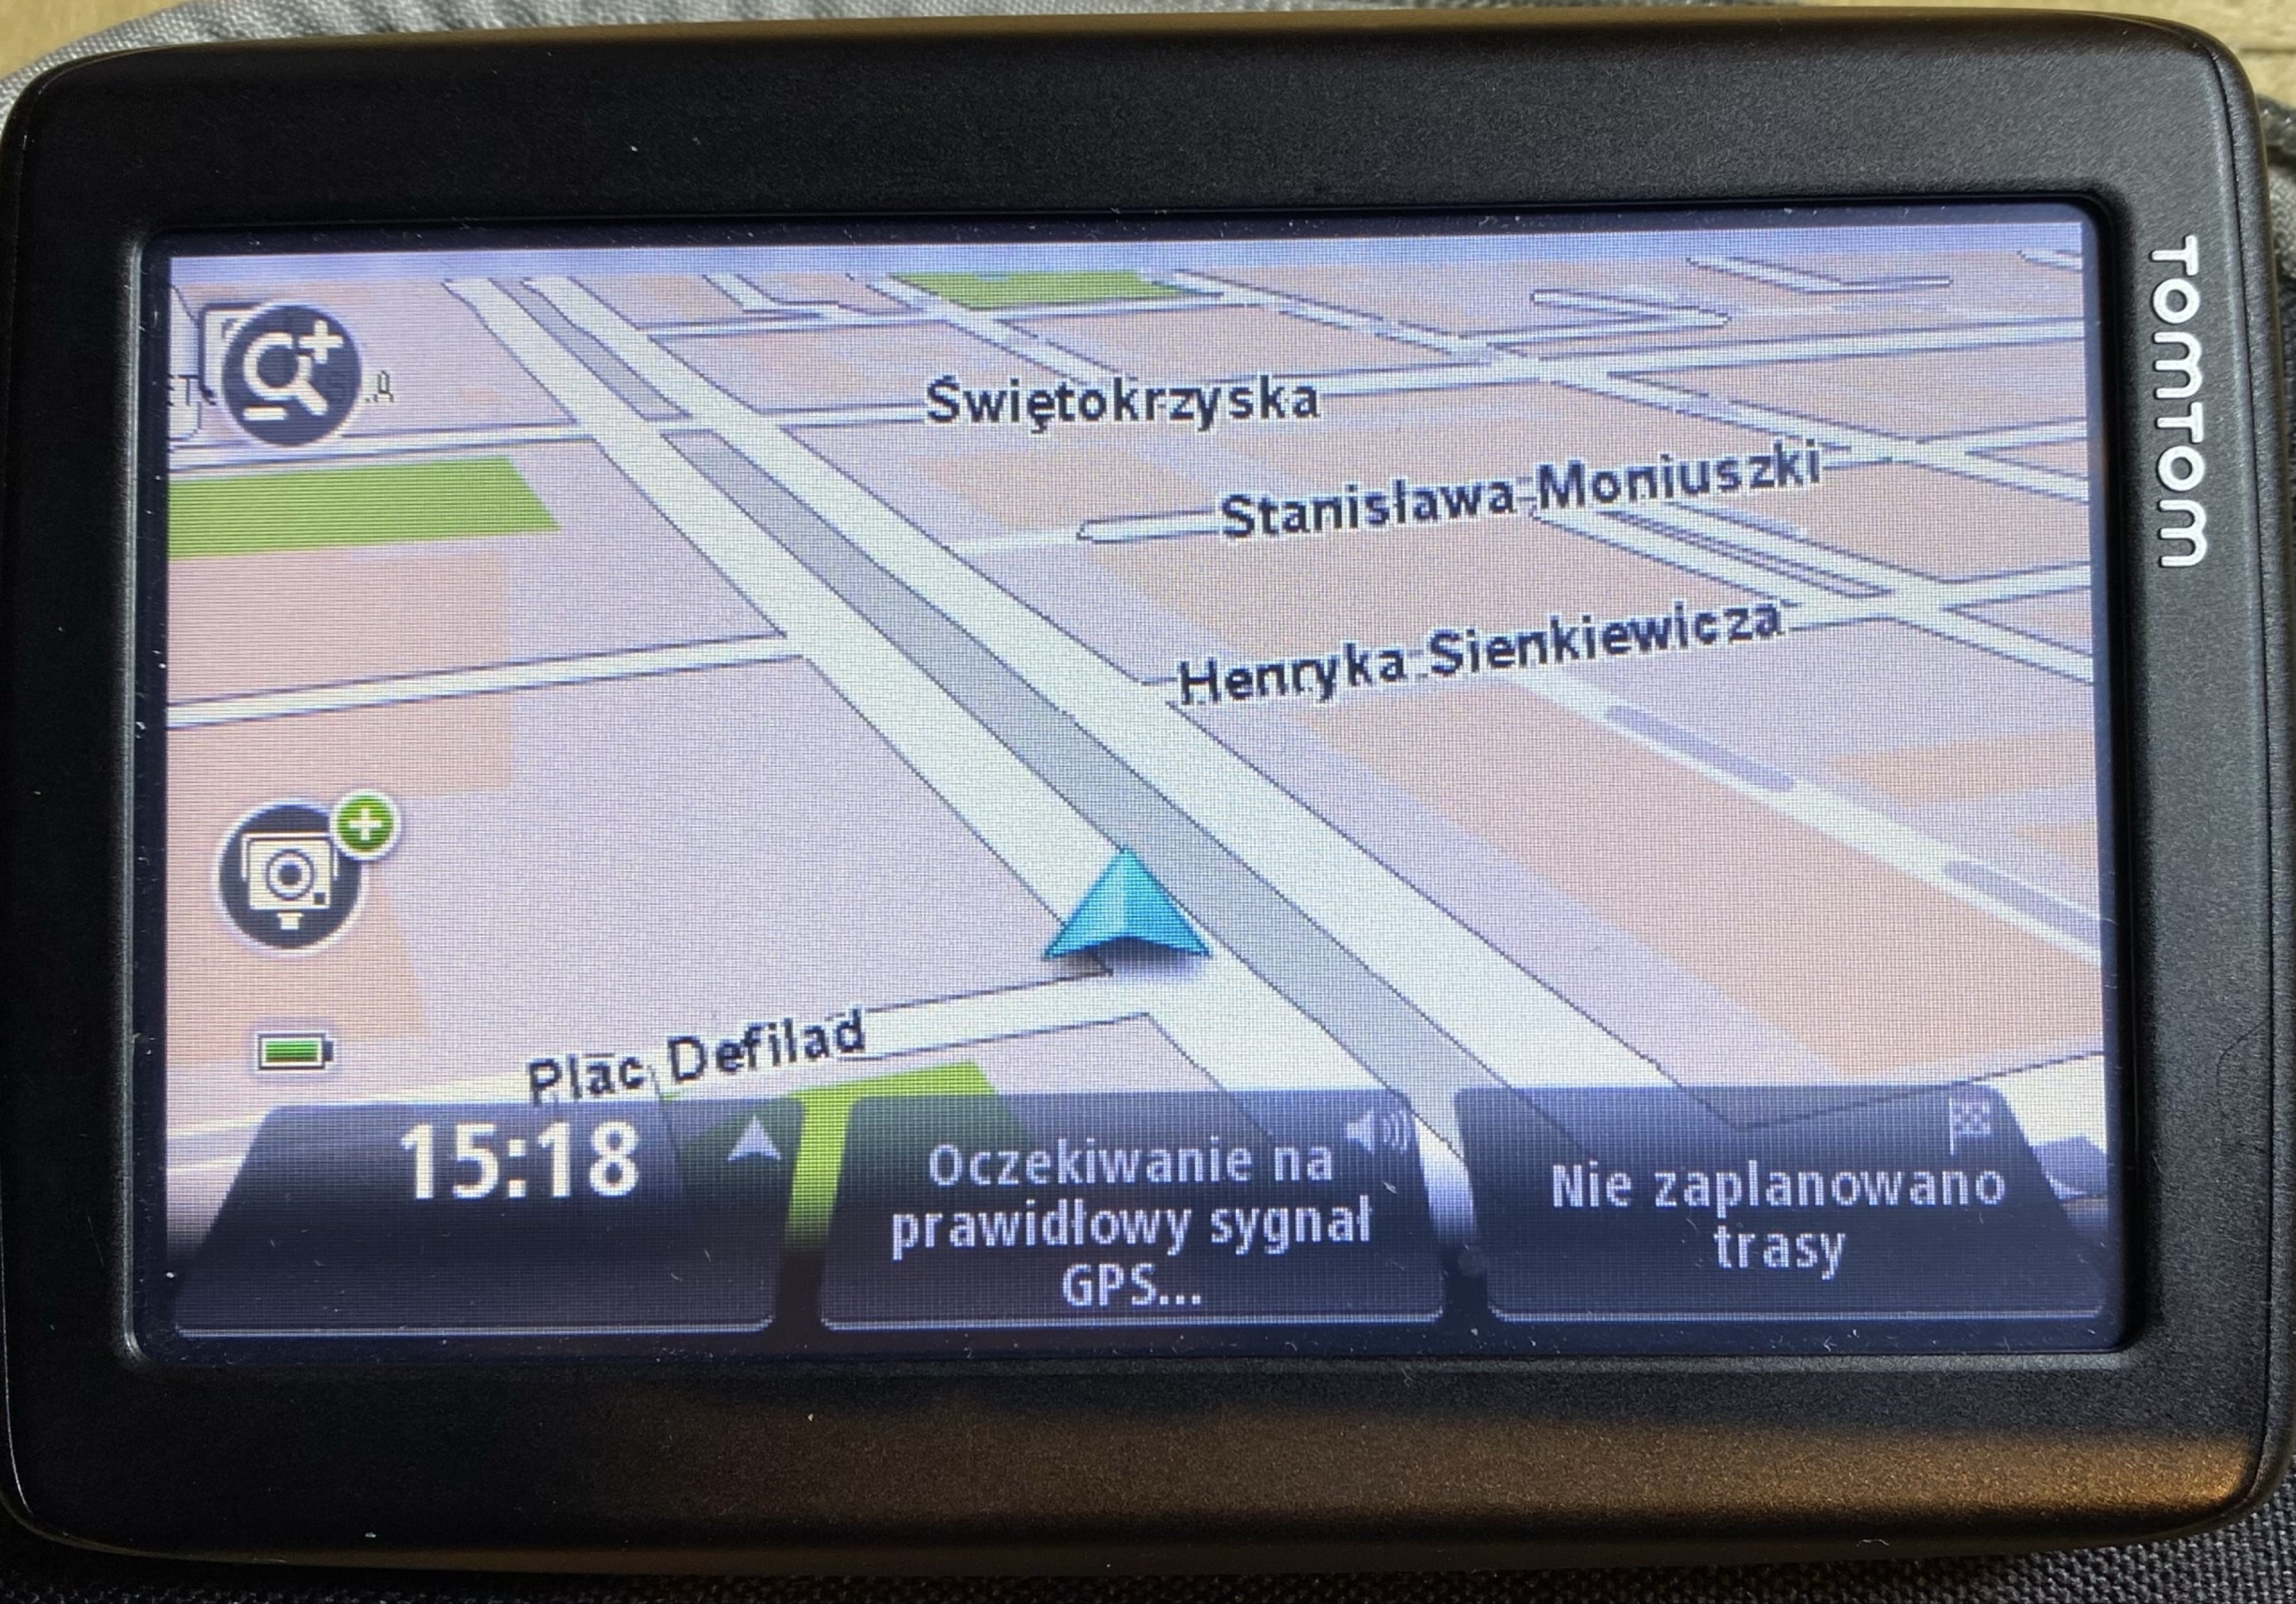 Świętokrzyska
Stanisława Moniuszki
Henryka Sienkiewicza
Plac Defilad
15:18
Oczekiwanie na
prawidłowy sygnał
GPS...
Nie zaplanowano
trasy
TOMTOM